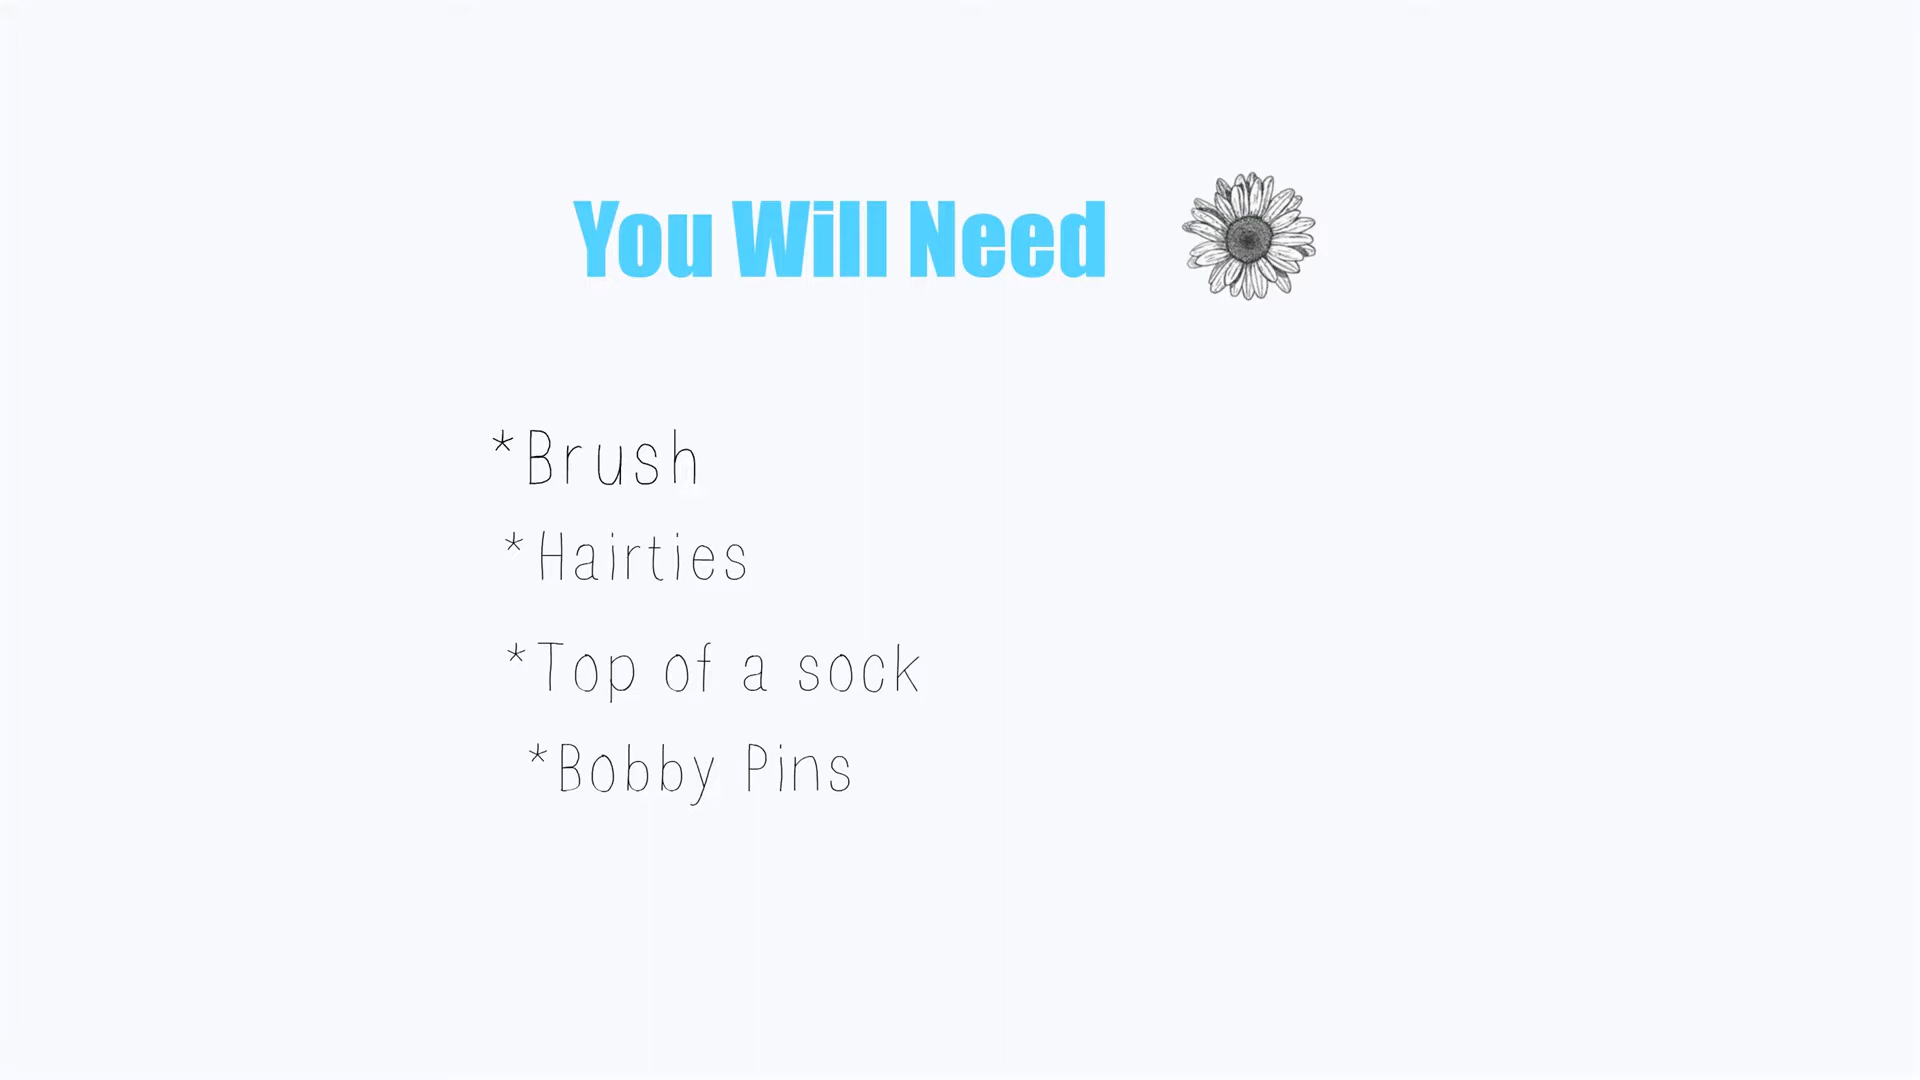 You Will Need
*Brush
*Hairties
*Top of a sock
*Bobby Pins